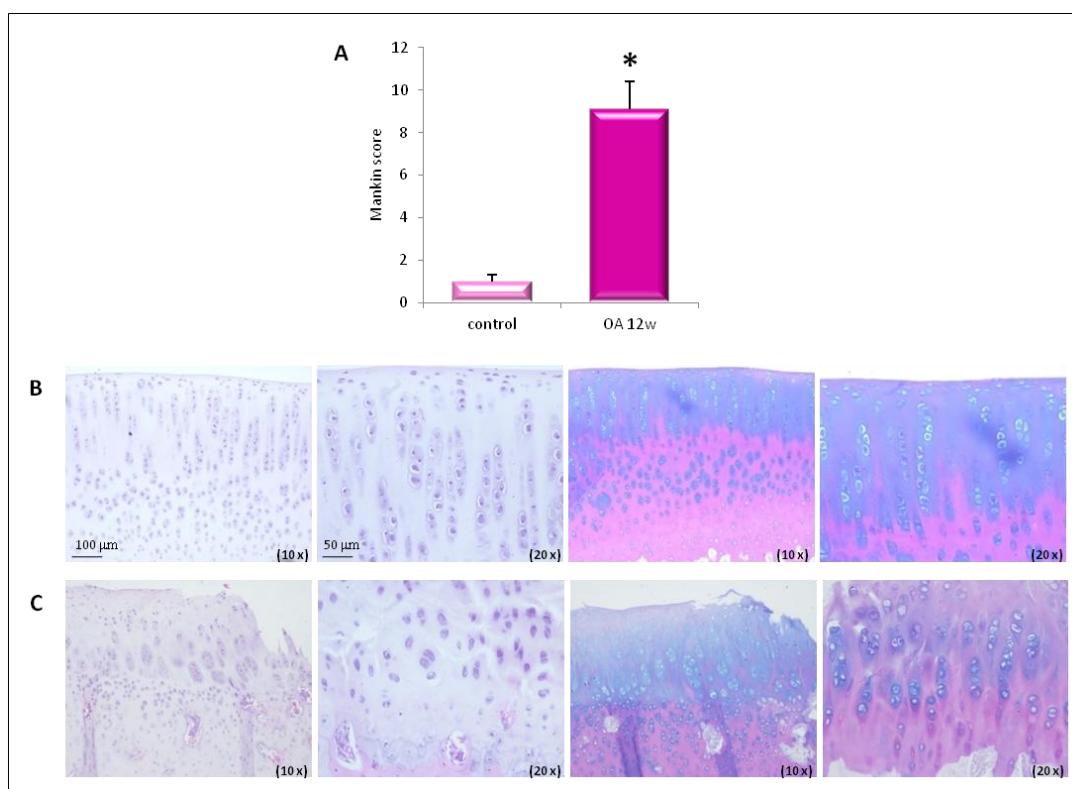 A
12
*
10
8
6
4
2
0
Mankin score
control
OA 12w
B
100 µm
(10 x)
50 µm
(20 x)
(10 x)
(20 x)
C
(10 x)
(20 x)
(10 x)
(20 x)